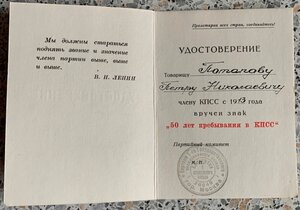 Мы должны стараться
поднять звание и значение
члена партии выше, выше
и выше.
В. И. ЛЕНИН
Пролетарии всех стран, соединяйтесь!
УДОСТОВЕРЕНИЕ
Товарищу Потапову
Петру Николаевичу
члену КПСС с 1913 года
вручен знак
„50 лет пребывания в КПСС"
Партийный комитет
м.п.